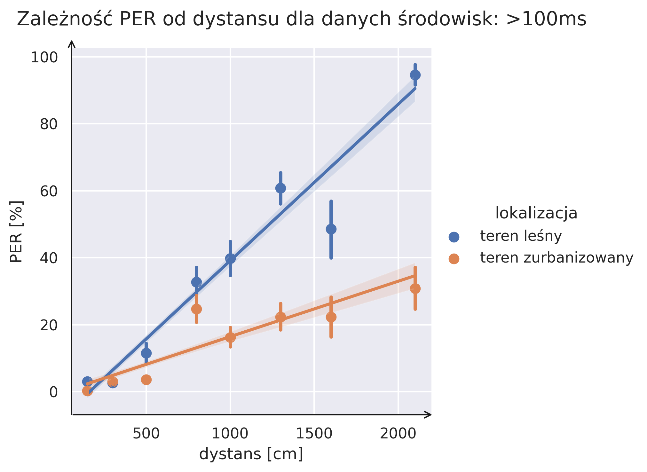 Zależność PER od dystansu dla danych środowisk: >100ms
100
80
60
40
20
0
PER [%]
500
1000
1500
2000
dystans [cm]
lokalizacja
teren leśny
teren zurbanizowany